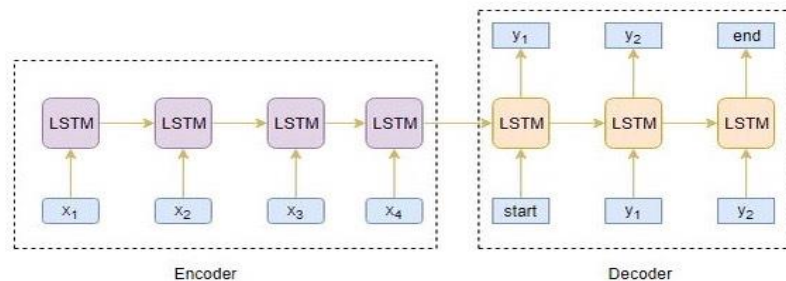 y₁ y₂ end
LSTM LSTM LSTM LSTM LSTM LSTM LSTM
x₁ x₂ x₃ x₄ start y₁ y₂
Encoder Decoder